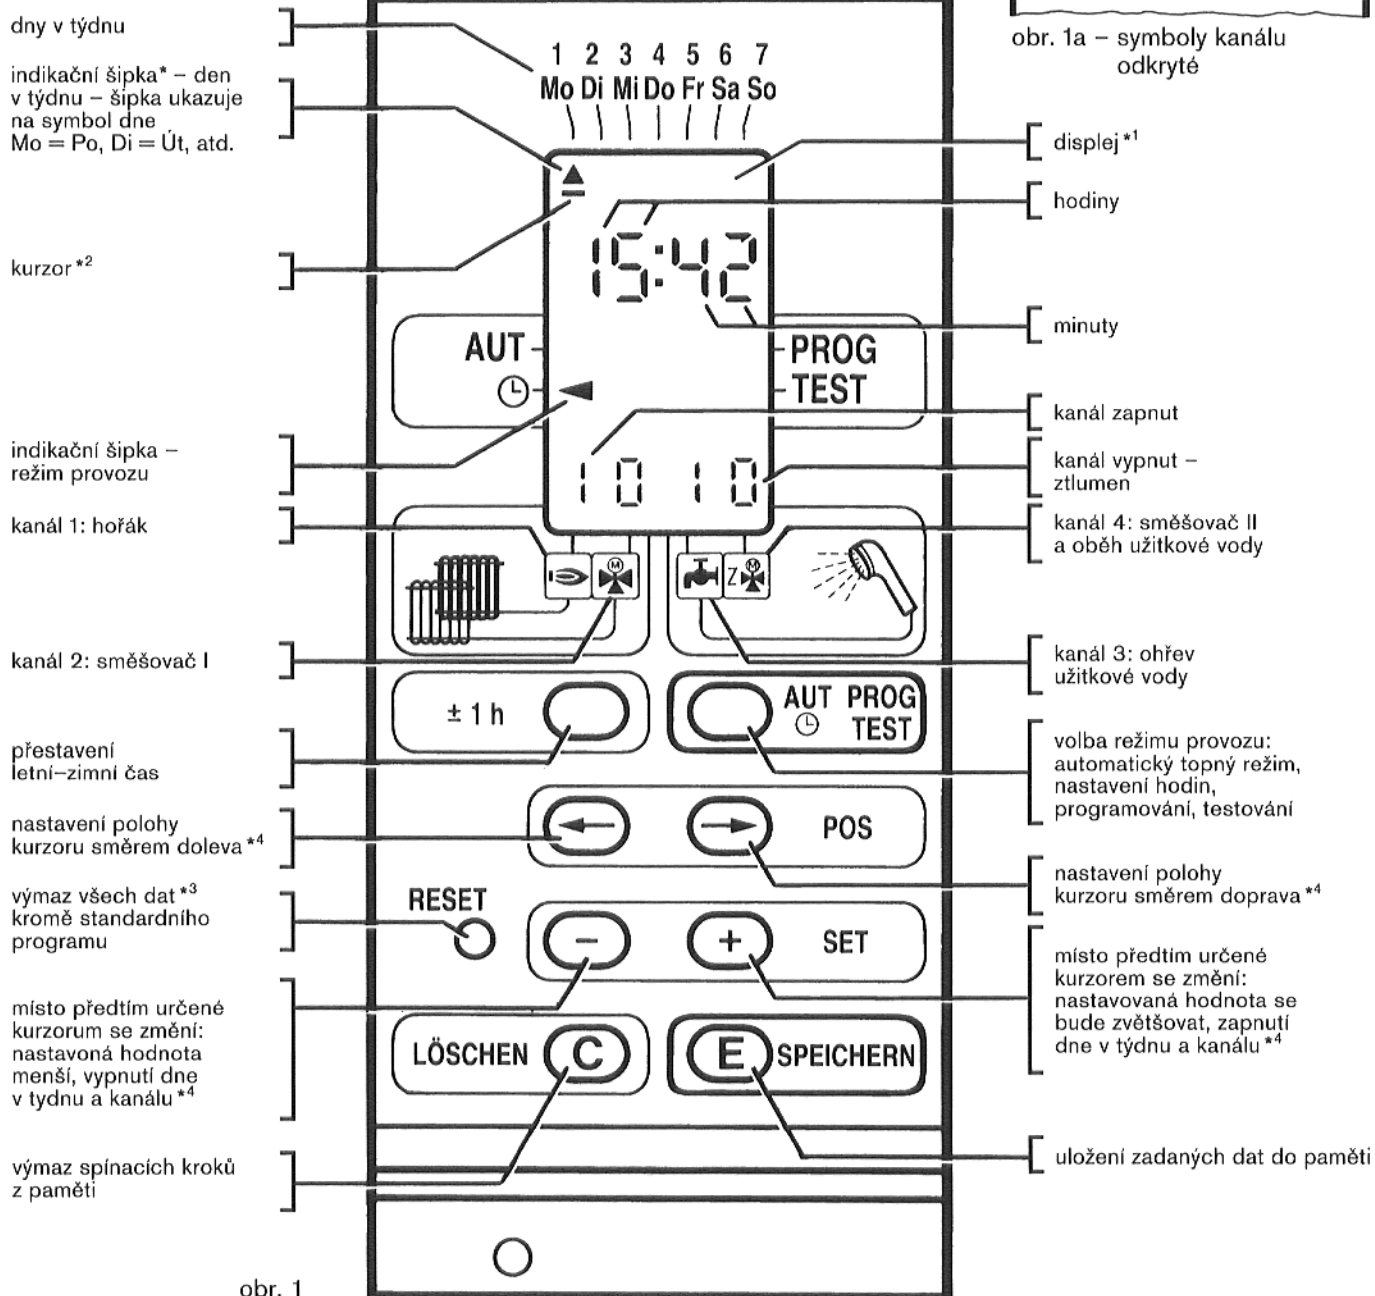 dny v týdnu
indikační šipka* – den
v týdnu – šipka ukazuje
na symbol dne
Mo = Po, Di = Út, atd.
kurzor*2
indikační šipka –
režim provozu
kanál 1: hořák
kanál 2: směšovač I
přestavení
letní–zimní čas
nastavení polohy
kurzoru směrem doleva*4
výmaz všech dat*3
kromě standardního
programu
místo předtím určené
kurzorum se změní:
nastavoná hodnota
menší, vypnutí dne
v tydnu a kanálu*4
výmaz spínacích kroků
z paměti
obr. 1
1 2 3 4 5 6 7
Mo Di Mi Do Fr Sa So
15:42
AUT
PROG
TEST
1 0 1 0
M
Z M
± 1 h
AUT PROG
TEST
POS
RESET
– + SET
LÖSCHEN C E SPEICHERN
obr. 1a – symboly kanálu
odkryté
displej*1
hodiny
minuty
kanál zapnut
kanál vypnut –
ztlumen
kanál 4: směšovač II
a oběh užitkové vody
kanál 3: ohřev
užitkové vody
volba režimu provozu:
automatický topný režim,
nastavení hodin,
programování, testování
nastavení polohy
kurzoru směrem doprava*4
místo předtím určené
kurzorem se změní:
nastavovaná hodnota se
bude zvětšovat, zapnutí
dne v týdnu a kanálu*4
uložení zadaných dat do paměti